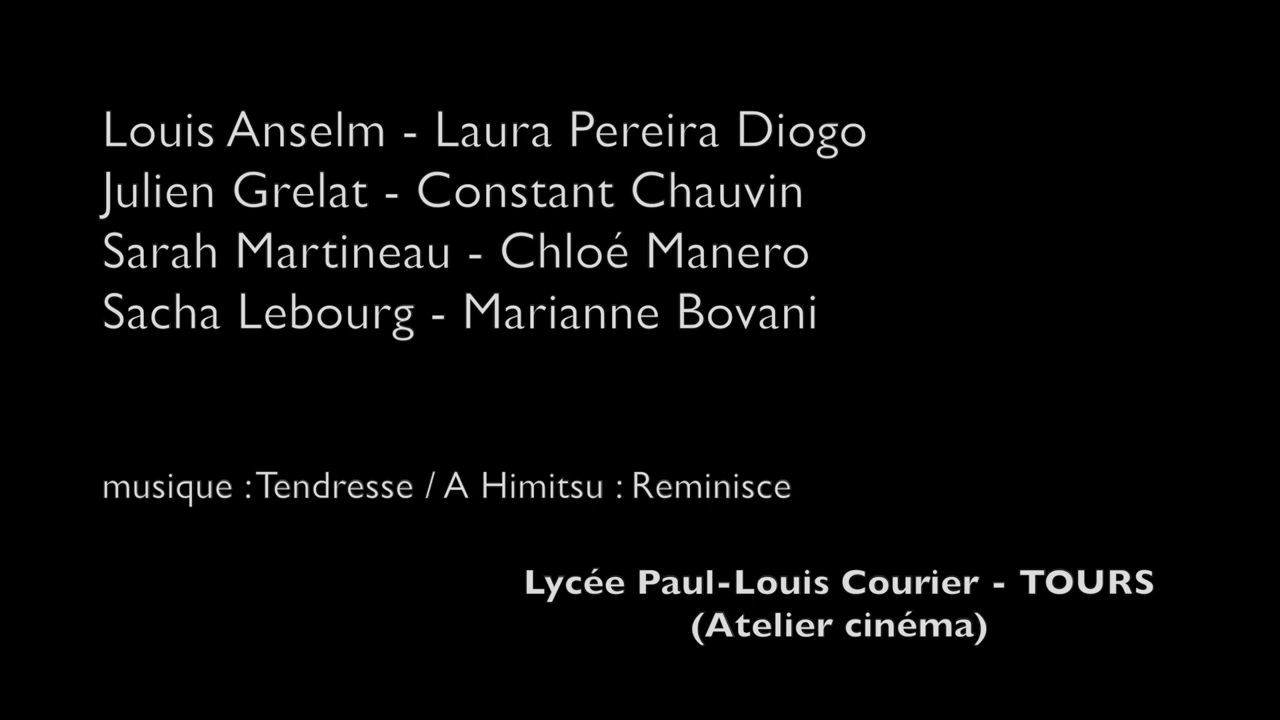 Louis Anselm - Laura Pereira Diogo
Julien Grelat - Constant Chauvin
Sarah Martineau - Chloé Manero
Sacha Lebourg - Marianne Bovani
musique : Tendresse / A Himitsu : Reminisce
Lycée Paul-Louis Courier - TOURS
(Atelier cinéma)